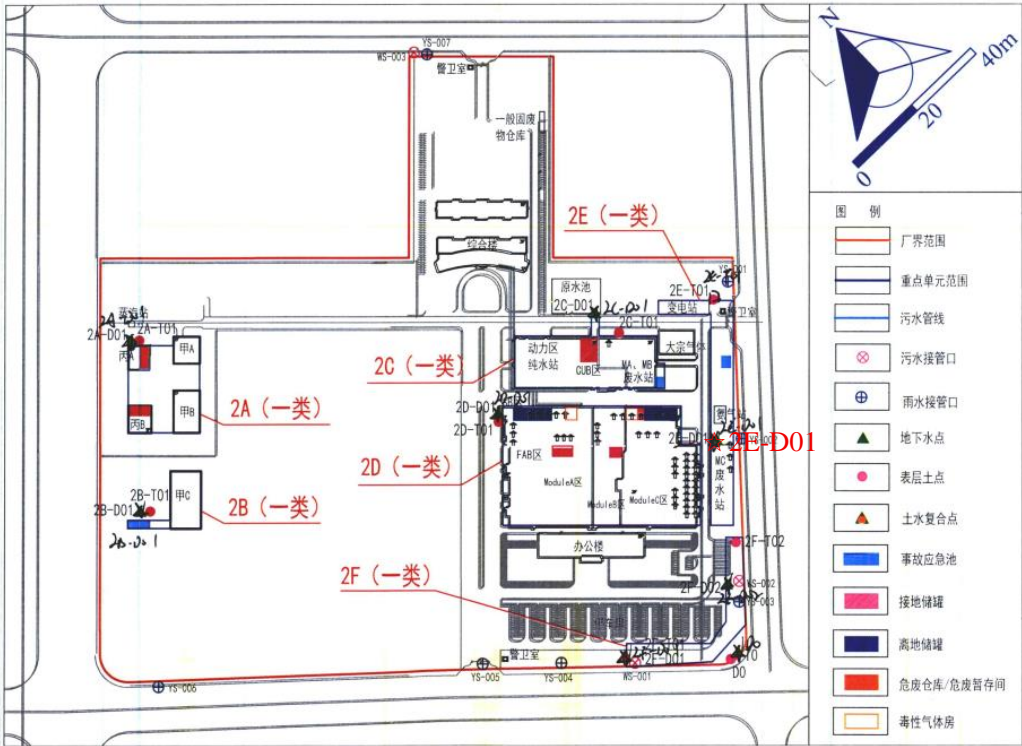 YS-007
WS-003
警卫室
一般固废
物仓库
综合楼
2E（一类）
原水池
2C-D01
2C-D01
2C-T01
2E-T01
YS-001
变电站
警卫室
2A-D01
2A-T01
丙A
甲A
丙B
甲B
2A（一类）
动力区
纯水站
CUB区
MA、MB
废水站
大宗气体
2C（一类）
2D-D01
2D-T01
2D（一类）
FAB区
ModuleA区
ModuleB区
ModuleC区
2E-D01
YS-002
MC
废
水
站
2B-T01
2B-D01
甲C
2B（一类）
办公楼
2F-T02
2F-D02
WS-002
YS-003
2F（一类）
警卫室
2F-D01
WS-001
YS-005
YS-004
YS-006
D0
T0
N
40m
20
0
图 例
厂界范围
重点单元范围
污水管线
污水接管口
雨水接管口
地下水点
表层土点
土水复合点
事故应急池
接地储罐
离地储罐
危废仓库/危废暂存间
毒性气体房